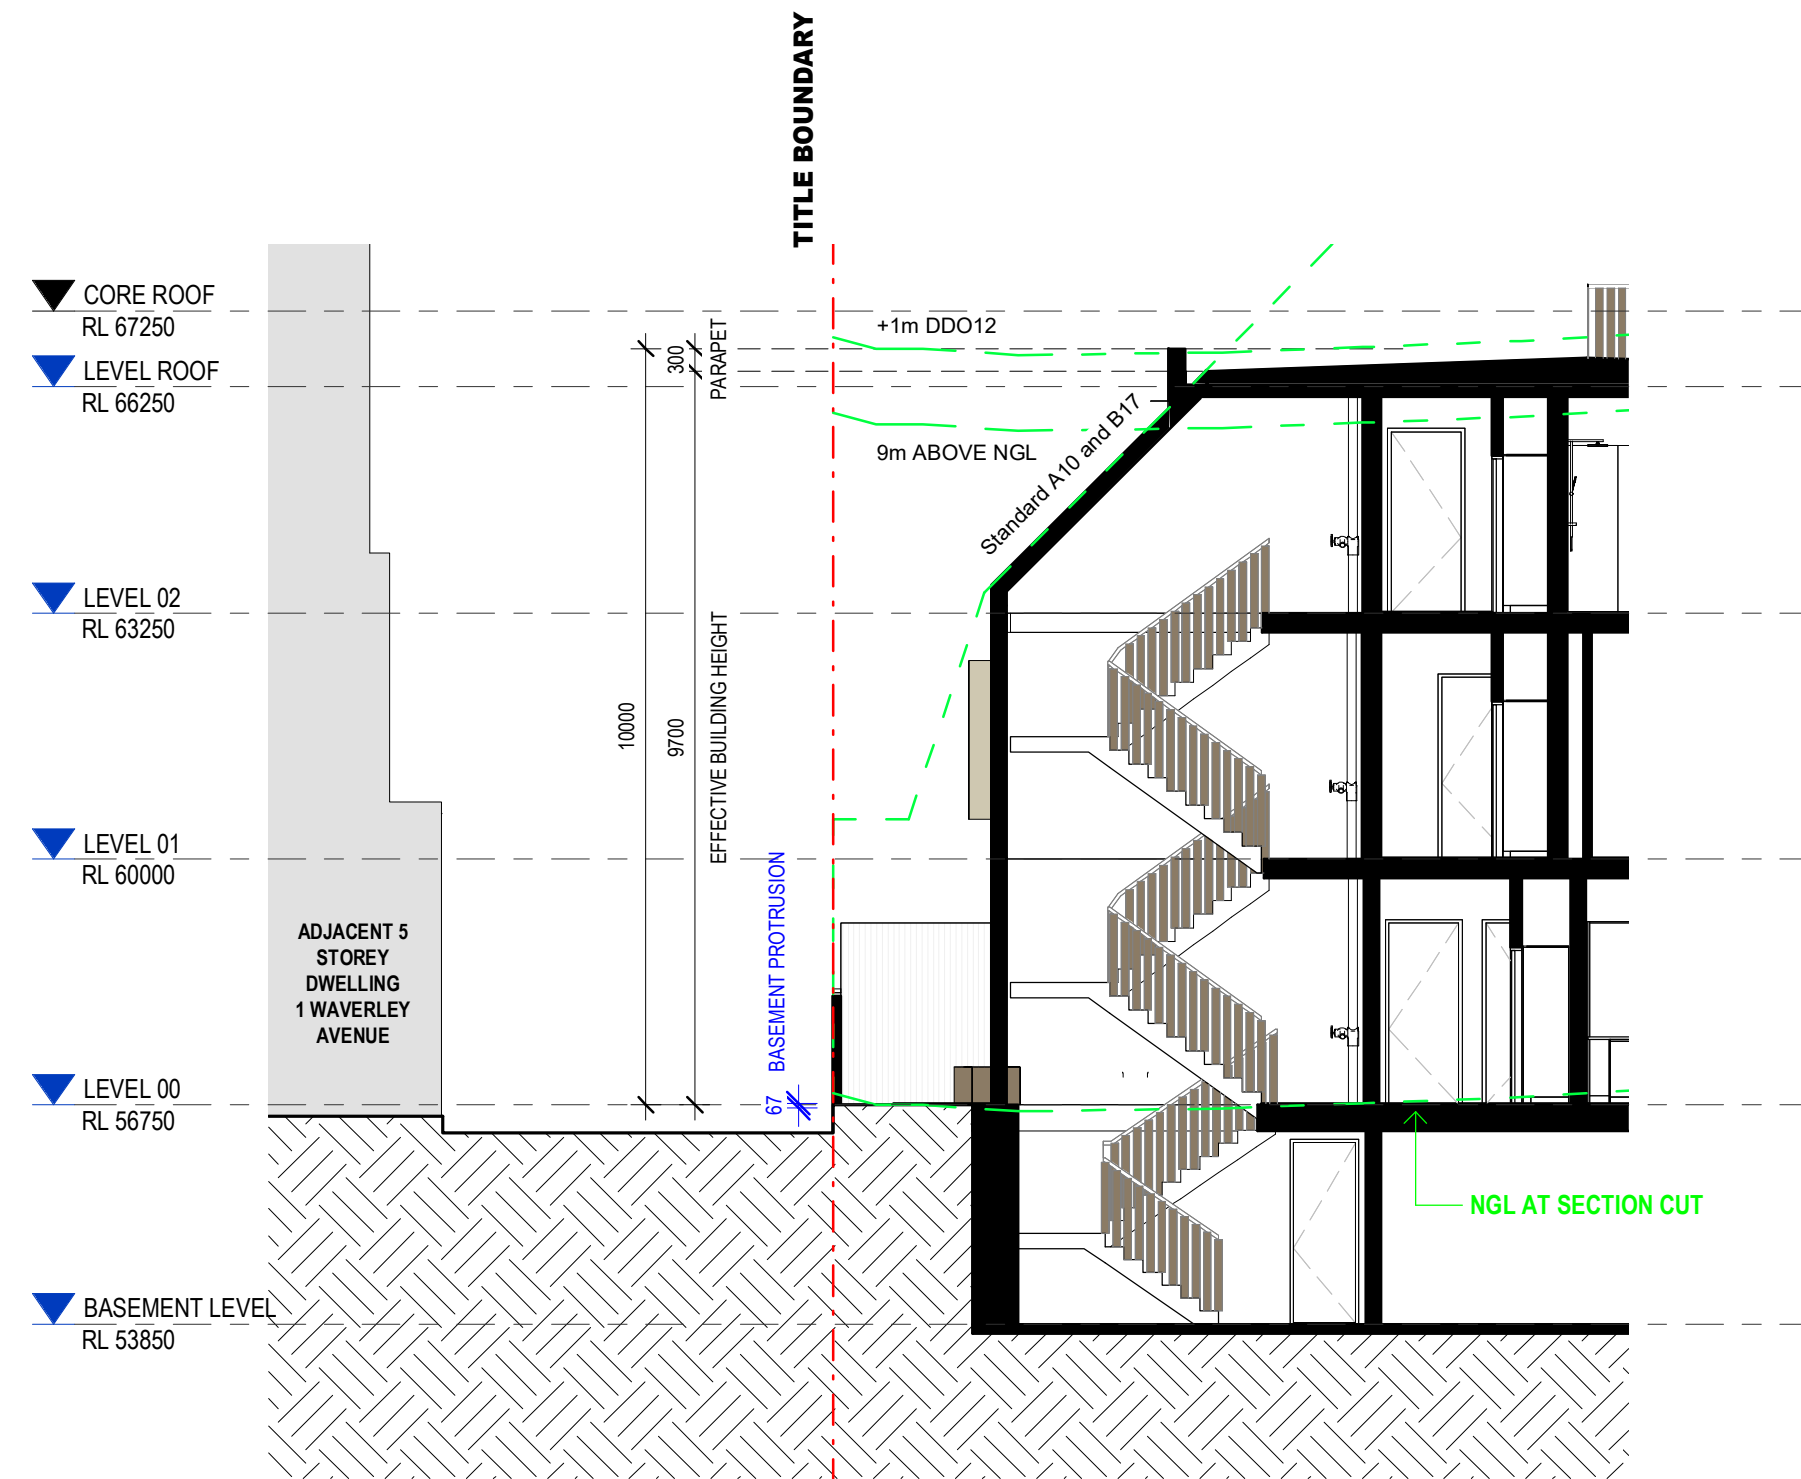 TITLE BOUNDARY
CORE ROOF
RL 67250
LEVEL ROOF
RL 66250
LEVEL 02
RL 63250
LEVEL 01
RL 60000
LEVEL 00
RL 56750
BASEMENT LEVEL
RL 53850
ADJACENT 5
STOREY
DWELLING
1 WAVERLEY
AVENUE
10000
300
PARAPET
9700
EFFECTIVE BUILDING HEIGHT
67 BASEMENT PROTRUSION
+1m DDO12
9m ABOVE NGL
Standard A10 and B17
NGL AT SECTION CUT